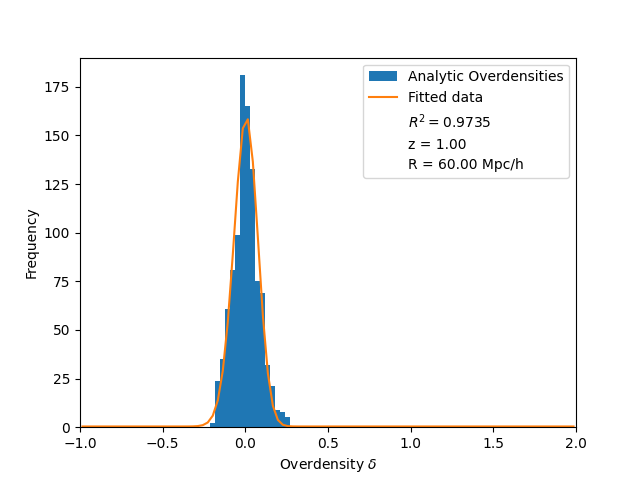 175
150
125
100
75
50
25
0
Frequency
−1.0 −0.5 0.0 0.5 1.0 1.5 2.0
Overdensity δ
Analytic Overdensities
Fitted data
R² = 0.9735
z = 1.00
R = 60.00 Mpc/h